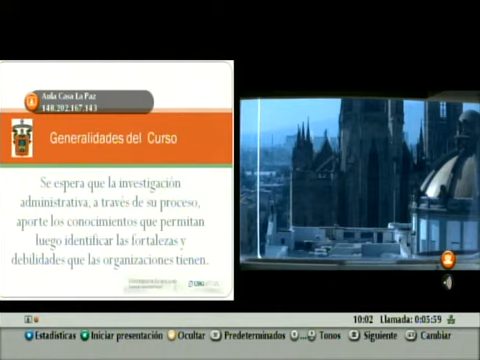 Aula Casa La Paz
148.202.167.143
Generalidades del Curso
Se espera que la investigación
administrativa, a través de su proceso,
aporte los conocimientos que permitan
luego identificar las fortalezas y
debilidades que las organizaciones tienen.
10:02 Llamada: 0:05:59
Estadísticas Iniciar presentación Ocultar Predeterminados Tonos Siguiente Cambiar